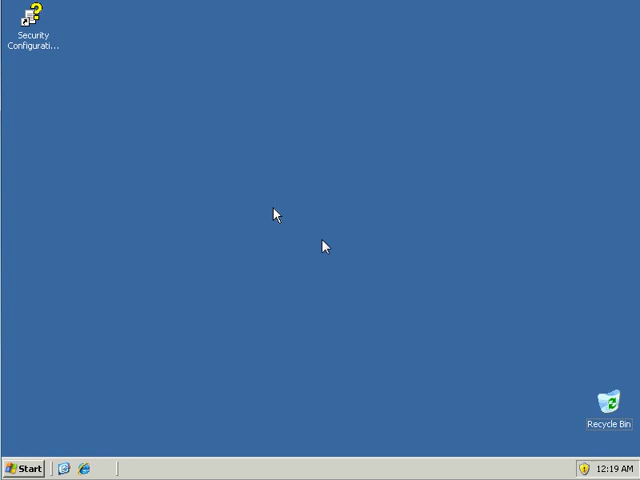 Security
Configurati...
Recycle Bin
Start
12:19 AM